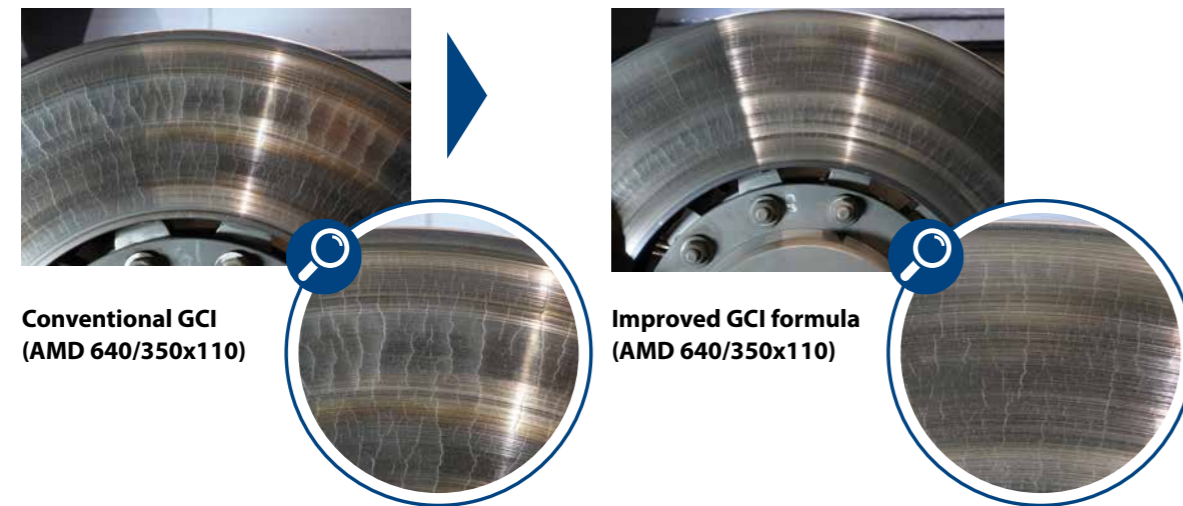 Conventional GCI
(AMD 640/350x110)
Improved GCI formula
(AMD 640/350x110)